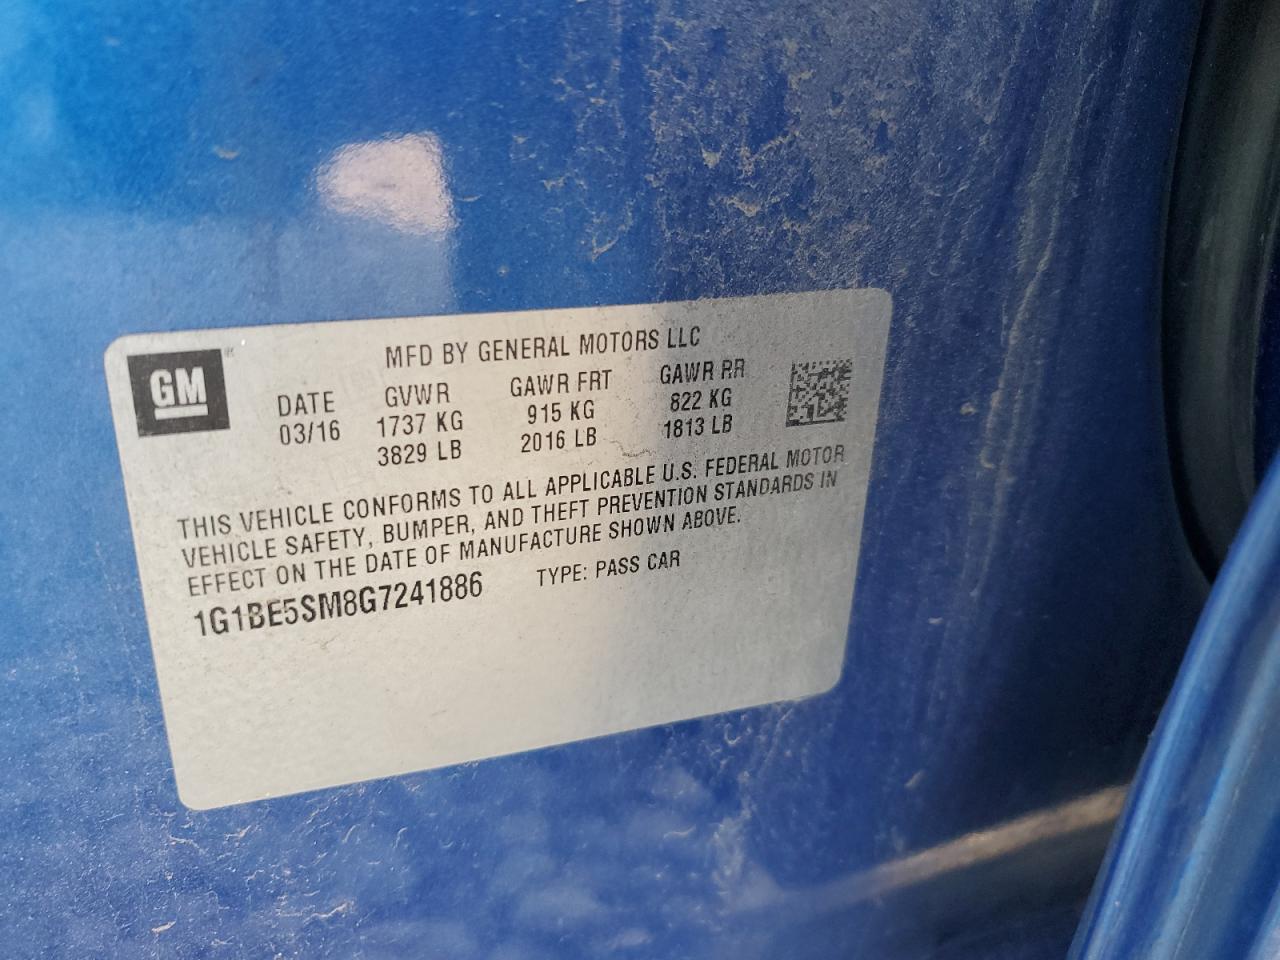 GM
MFD BY GENERAL MOTORS LLC
DATE GVWR GAWR FRT GAWR RR
03/16 1737 KG 915 KG 822 KG
3829 LB 2016 LB 1813 LB
THIS VEHICLE CONFORMS TO ALL APPLICABLE U.S. FEDERAL MOTOR
VEHICLE SAFETY, BUMPER, AND THEFT PREVENTION STANDARDS IN
EFFECT ON THE DATE OF MANUFACTURE SHOWN ABOVE.
1G1BE5SM8G7241886 TYPE: PASS CAR